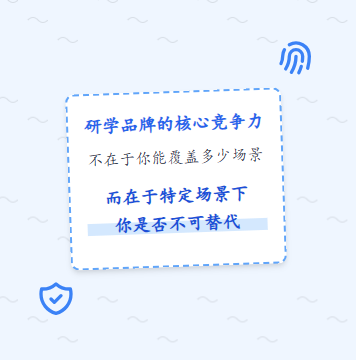 研学品牌的核心竞争力
不在于你能覆盖多少场景
而在于特定场景下
你是否不可替代